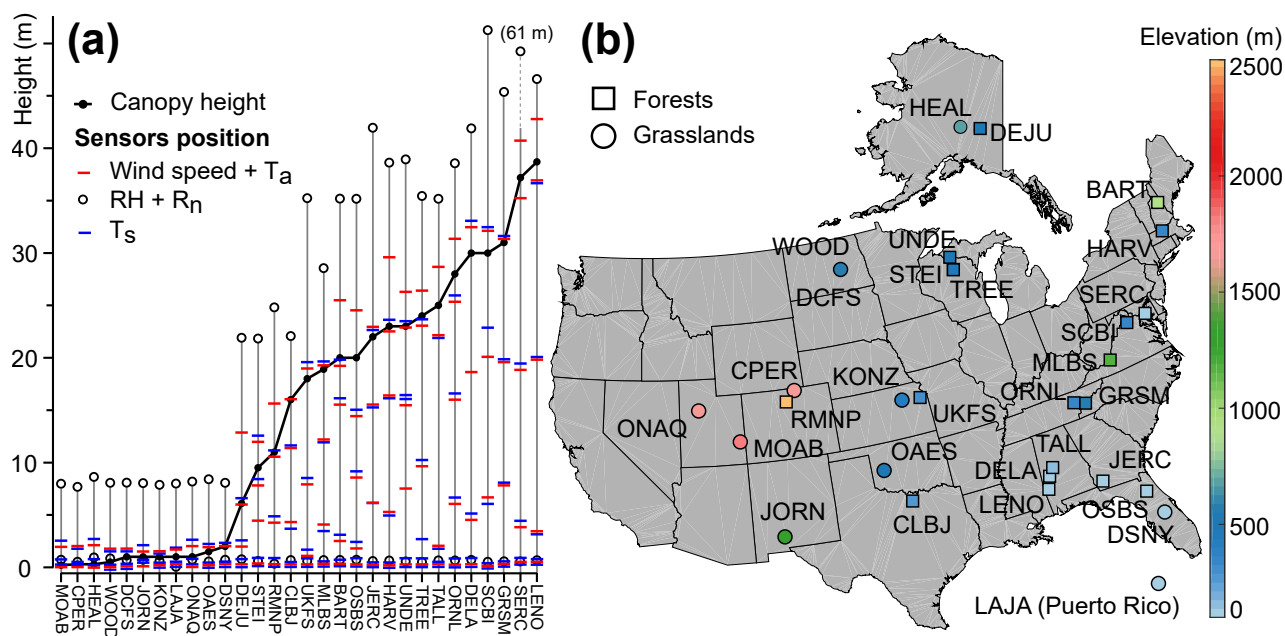 (a)
Height (m)
0
10
20
30
40
(61 m)
Canopy height
Sensors position
Wind speed + Ta
RH + Rn
Ts
MOAB
CPER
HEAL
WOOD
DCFS
JORN
KONZ
LAJA
ONAQ
OAES
DSNY
DEJU
STEI
RMNP
CLBJ
UKFS
MLBS
BART
OSBS
JERC
HARV
UNDE
TREE
TALL
ORNL
DELA
SCBI
GRSM
SERC
LENO
(b)
Forests
Grasslands
Elevation (m)
2500
2000
1500
1000
500
0
HEAL
DEJU
BART
HARV
WOOD
DCFS
UNDE
STEI
TREE
SERC
SCBI
MLBS
CPER
KONZ
ORNL
GRSM
ONAQ
RMNP
UKFS
MOAB
OAES
TALL
DELA
JERC
LENO
OSBS
DSNY
JORN
CLBJ
LAJA (Puerto Rico)